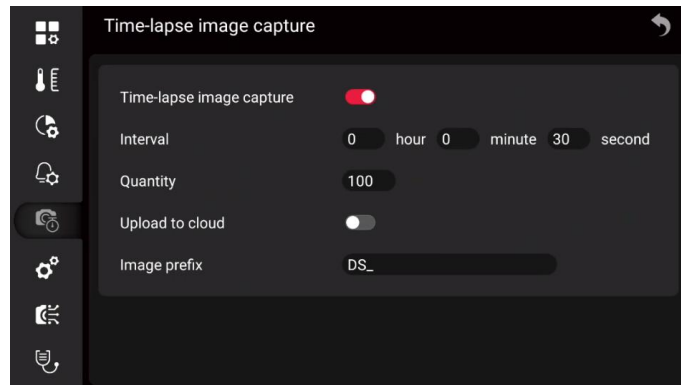 Time-lapse image capture
Time-lapse image capture
Interval 0 hour 0 minute 30 second
Quantity 100
Upload to cloud
Image prefix DS_